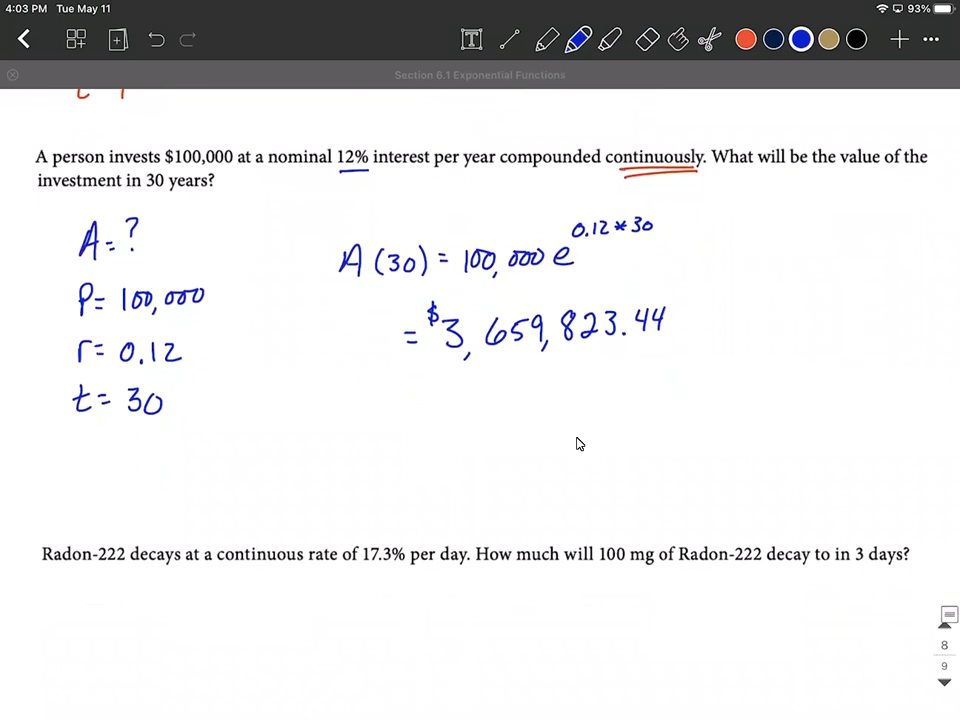 4:03 PM Tue May 11
93%
Section 6.1 Exponential Functions
A person invests $100,000 at a nominal 12% interest per year compounded continuously. What will be the value of the
investment in 30 years?
A = ?
P = 100,000
r = 0.12
t = 30
A (30) = 100,000 e^0.12 * 30
= $3,659,823.44
Radon-222 decays at a continuous rate of 17.3% per day. How much will 100 mg of Radon-222 decay to in 3 days?
8
9